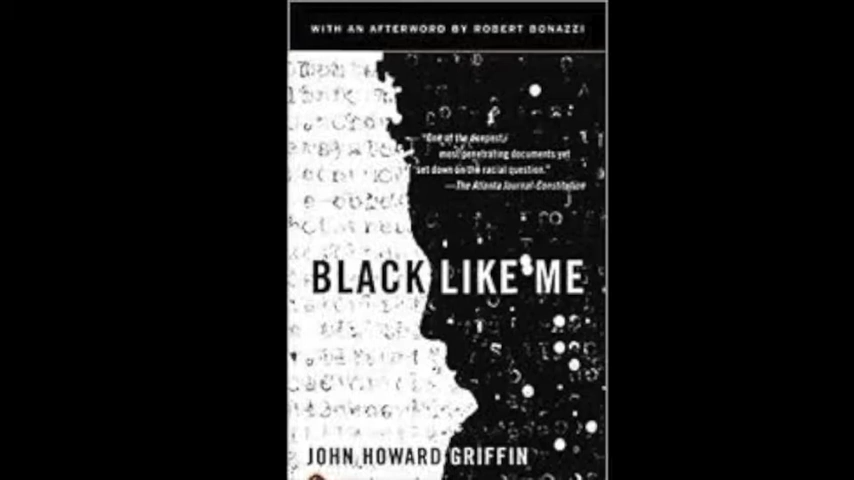 WITH AN AFTERWORD BY ROBERT BONAZZI
"One of the deepest,
most penetrating documents yet
set down on the racial question."
—The Atlanta Journal-Constitution
BLACK LIKE ME
JOHN HOWARD GRIFFIN